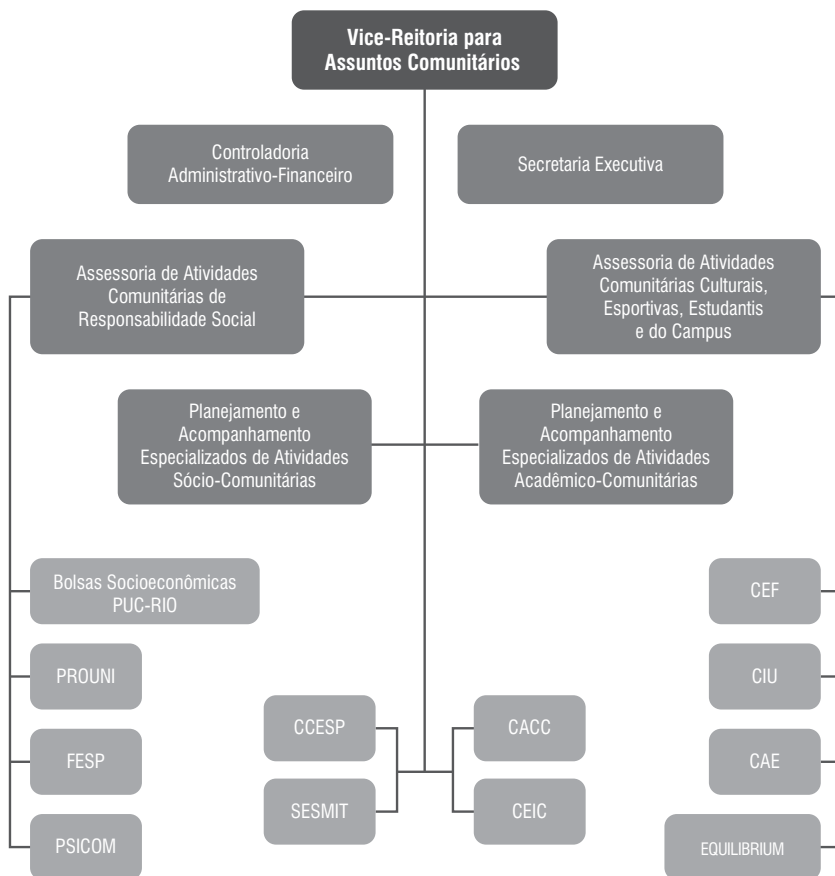 Vice-Reitoria para
Assuntos Comunitários
Controladoria
Administrativo-Financeiro
Secretaria Executiva
Assessoria de Atividades
Comunitárias de
Responsabilidade Social
Assessoria de Atividades
Comunitárias Culturais,
Esportivas, Estudantis
e do Campus
Planejamento e
Acompanhamento
Especializados de Atividades
Sócio-Comunitárias
Planejamento e
Acompanhamento
Especializados de Atividades
Acadêmico-Comunitárias
Bolsas Socioeconômicas
PUC-RIO
CEF
PROUNI
CIU
CCESP
CACC
FESP
CAE
SESMIT
CEIC
PSICOM
EQUILIBRIUM